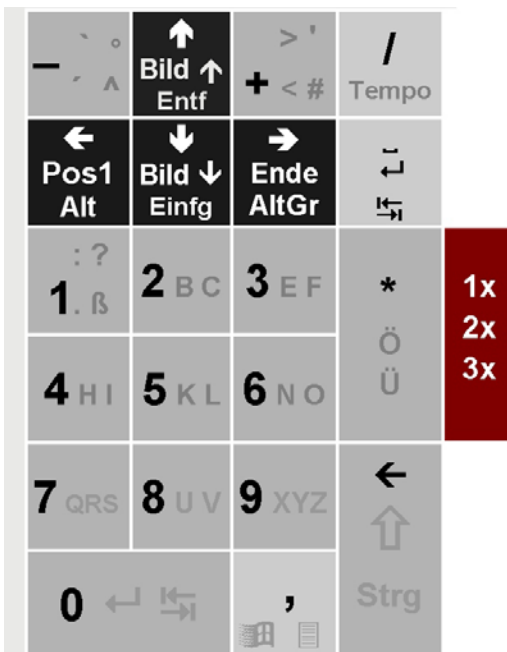 – ` °
´ ^
↑
Bild ↑
Entf
> '
+ < #
/
Tempo
←
Pos1
Alt
↓
Bild ↓
Einfg
→
Ende
AltGr
: ?
1 . ß
2 B C
3 E F
*
Ö
Ü
1x
2x
3x
4 H I
5 K L
6 N O
7 QRS
8 U V
9 XYZ
←
⇧
Strg
0 ↵ ↹
,